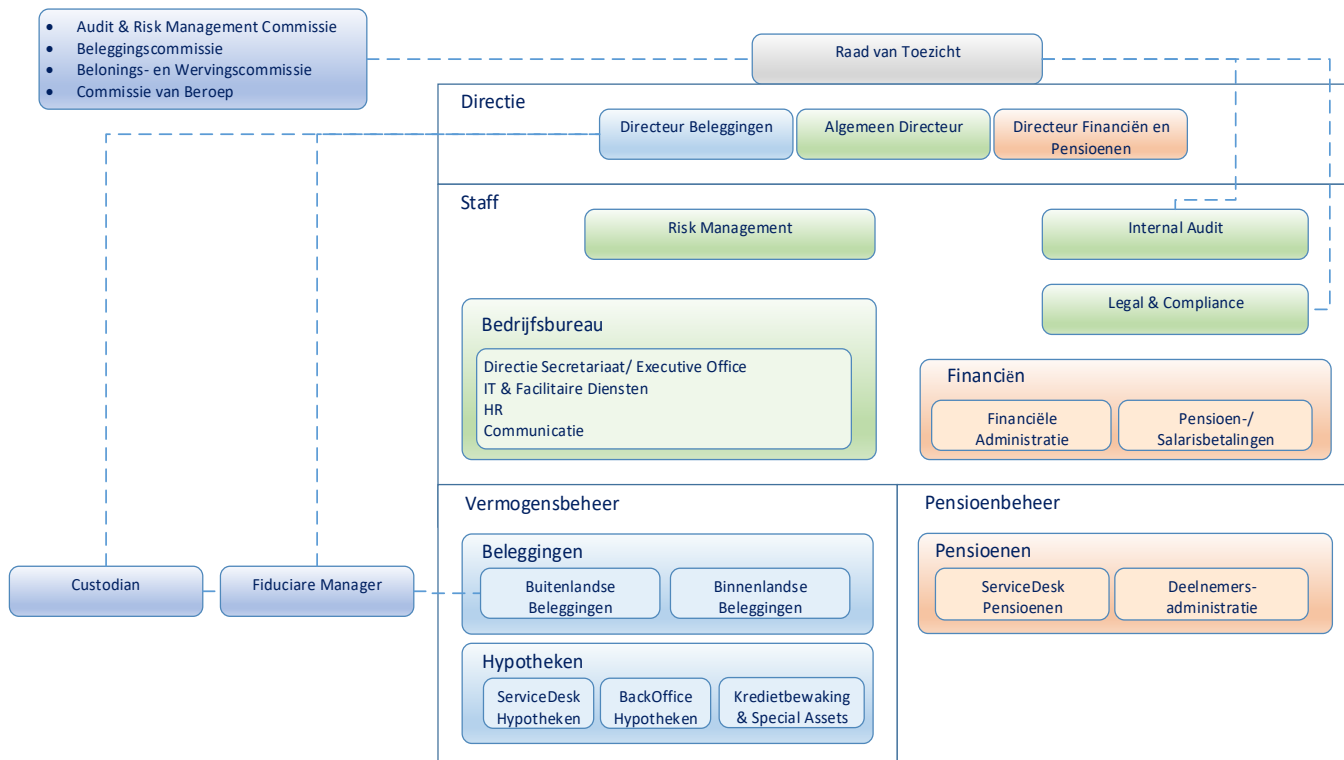 • Audit & Risk Management Commissie
• Beleggingscommissie
• Belonings- en Wervingscommissie
• Commissie van Beroep
Raad van Toezicht
Directie
Directeur Beleggingen
Algemeen Directeur
Directeur Financiën en
Pensioenen
Staff
Risk Management
Internal Audit
Legal & Compliance
Bedrijfsbureau
Directie Secretariaat/ Executive Office
IT & Facilitaire Diensten
HR
Communicatie
Financiën
Financiële
Administratie
Pensioen-/
Salarisbetalingen
Vermogensbeheer
Pensioenbeheer
Beleggingen
Buitenlandse
Beleggingen
Binnenlandse
Beleggingen
Pensioenen
ServiceDesk
Pensioenen
Deelnemers-
administratie
Custodian
Fiduciare Manager
Hypotheken
ServiceDesk
Hypotheken
BackOffice
Hypotheken
Kredietbewaking
& Special Assets